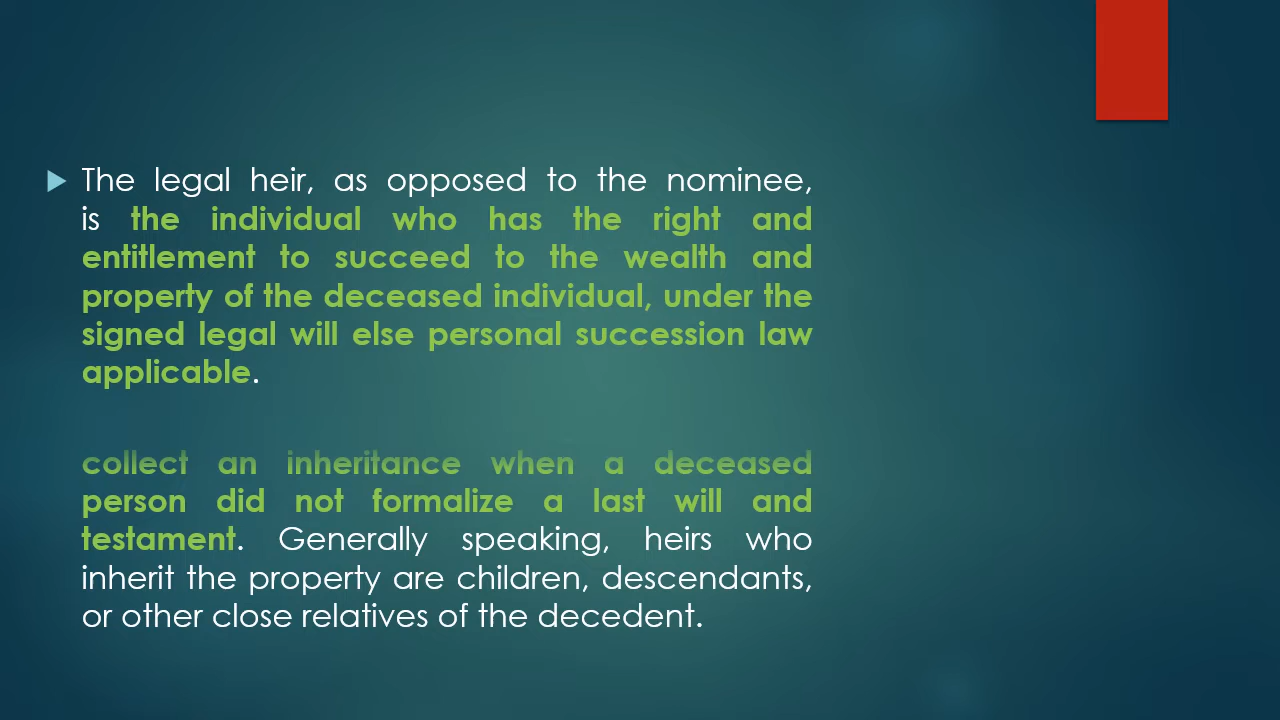 The legal heir, as opposed to the nominee,
is the individual who has the right and
entitlement to succeed to the wealth and
property of the deceased individual, under the
signed legal will else personal succession law
applicable.
collect an inheritance when a deceased
person did not formalize a last will and
testament. Generally speaking, heirs who
inherit the property are children, descendants,
or other close relatives of the decedent.